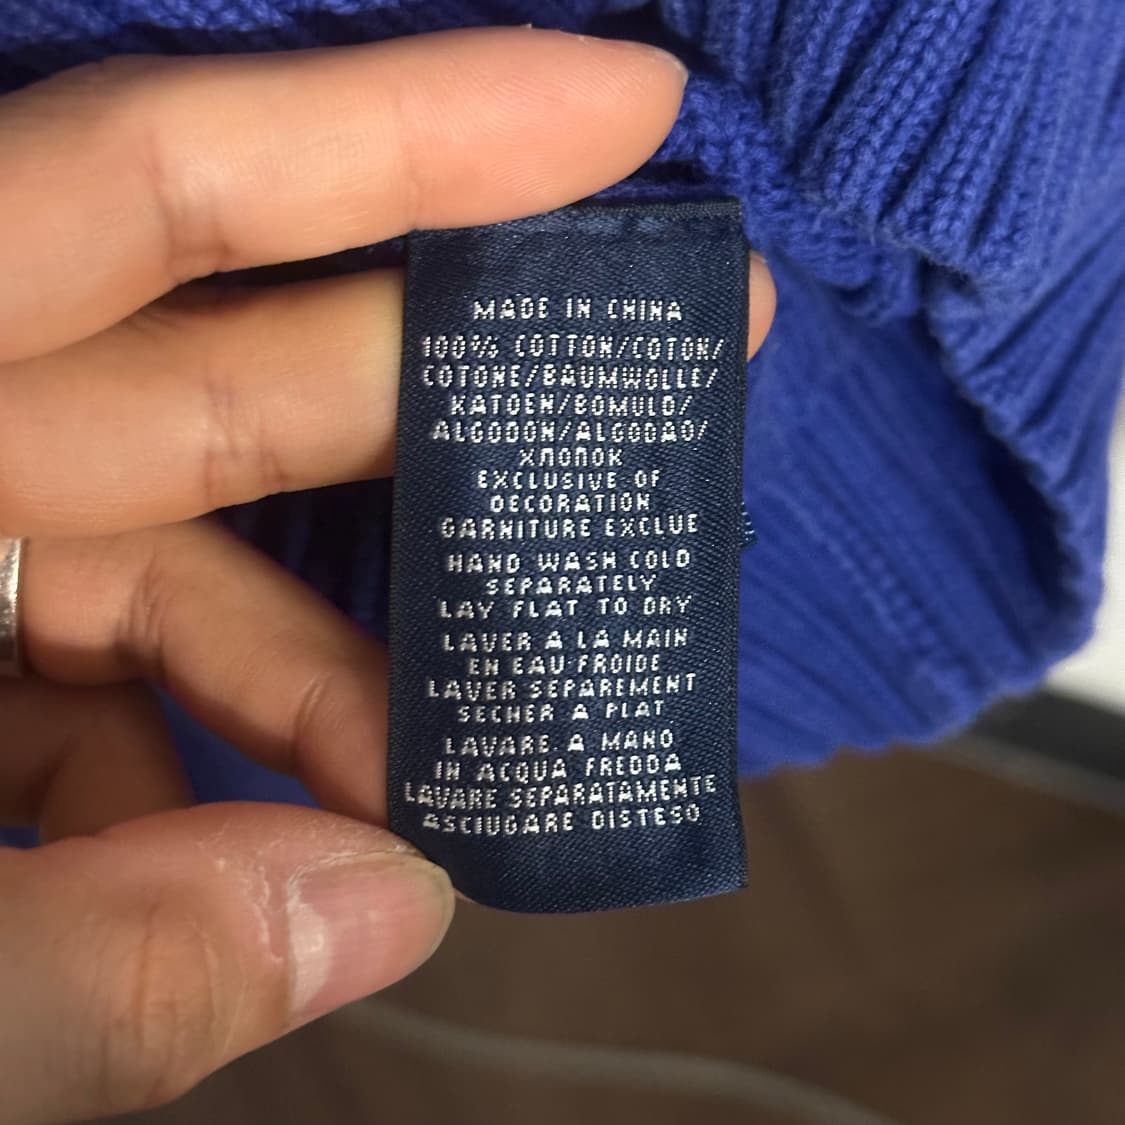 MADE IN CHINA
100% COTTON/COTON/
COTONE/BAUMWOLLE/
KATOEN/BOMULD/
ALGODON/ALGODAO/
ХЛОПОК
EXCLUSIVE OF
DECORATION
GARNITURE EXCLUE
HAND WASH COLD
SEPARATELY
LAY FLAT TO DRY
LAVER A LA MAIN
EN EAU FROIDE
LAVER SEPAREMENT
SECHER A PLAT
LAVARE A MANO
IN ACQUA FREDDA
LAVARE SEPARATAMENTE
ASCIUGARE DISTESO